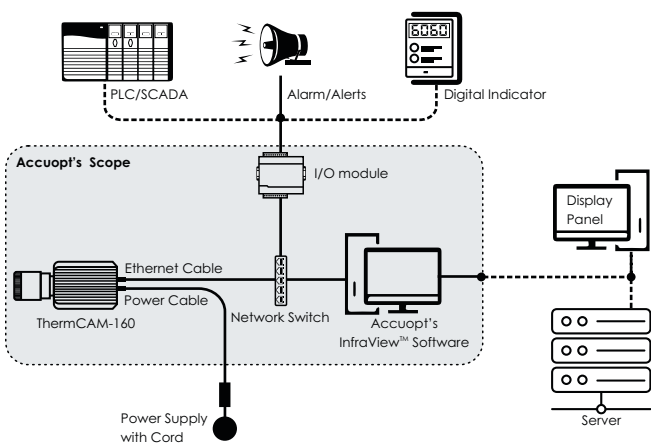 6060
PLC/SCADA
Alarm/Alerts
Digital Indicator
Accuopt's Scope
I/O module
Display
Panel
Ethernet Cable
Power Cable
ThermCAM-160
Network Switch
Accuopt's
InfraView™ Software
Server
Power Supply
with Cord